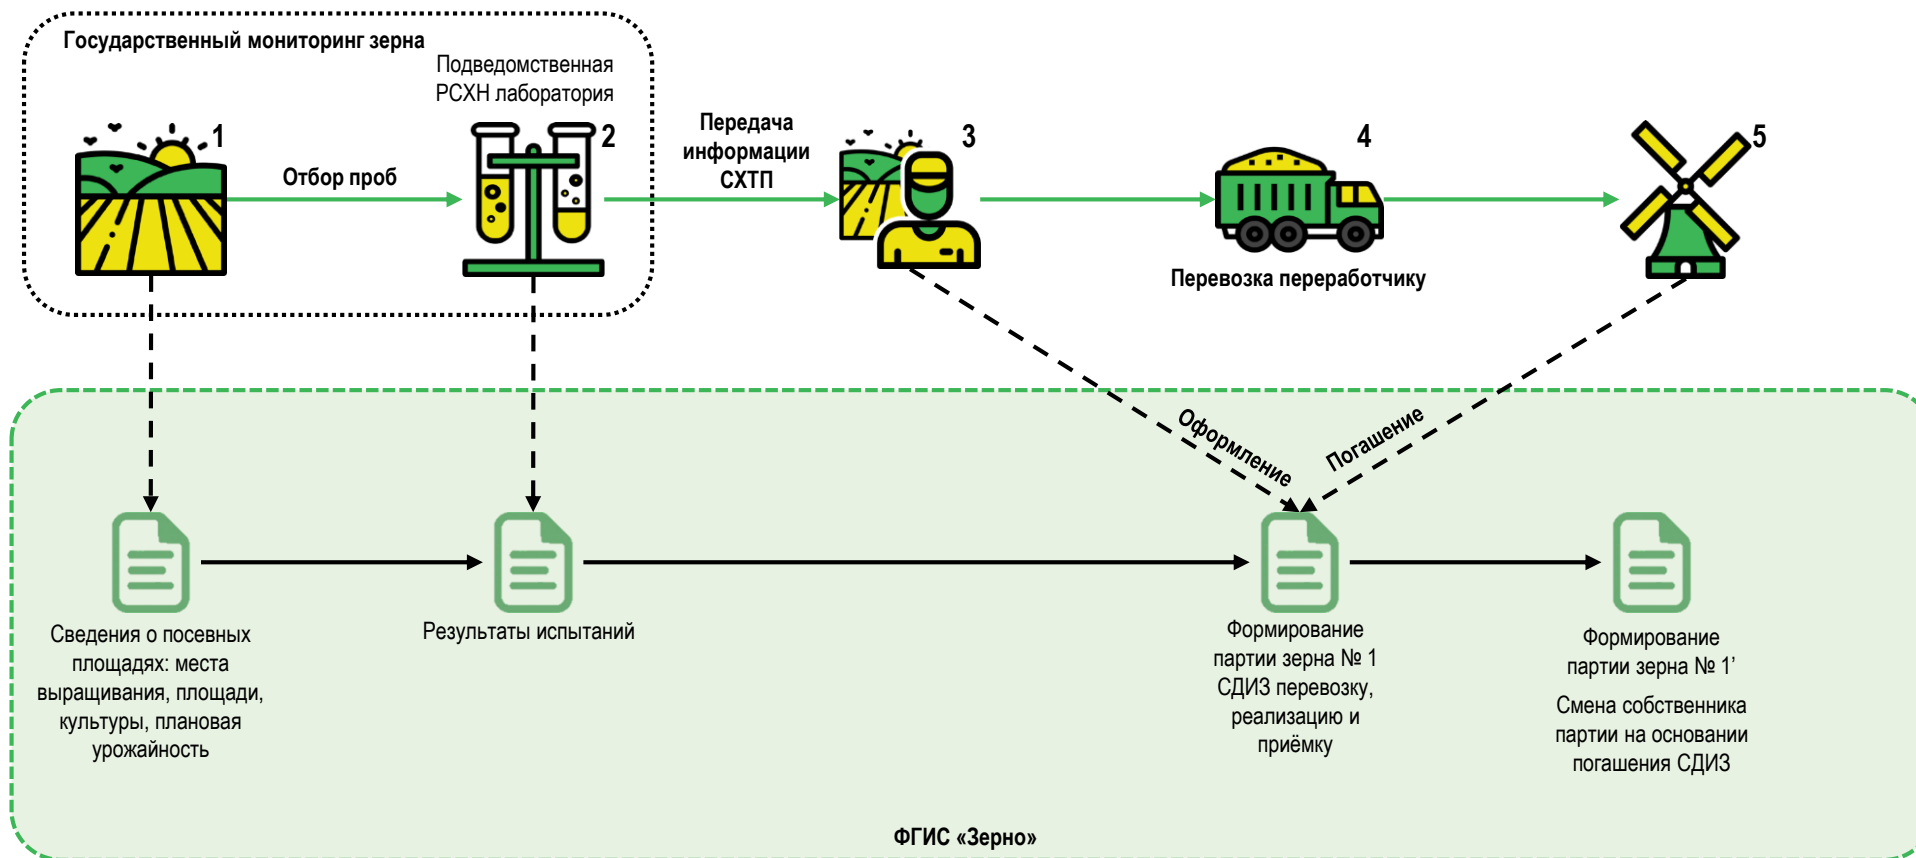 Государственный мониторинг зерна
Подведомственная
РСХН лаборатория
1
Отбор проб
2
Передача
информации
СХТП
3
4
Перевозка переработчику
5
Оформление
Погашение
Сведения о посевных
площадях: места
выращивания, площади,
культуры, плановая
урожайность
Результаты испытаний
Формирование
партии зерна № 1
СДИЗ перевозку,
реализацию и
приёмку
Формирование
партии зерна № 1’
Смена собственника
партии на основании
погашения СДИЗ
ФГИС «Зерно»